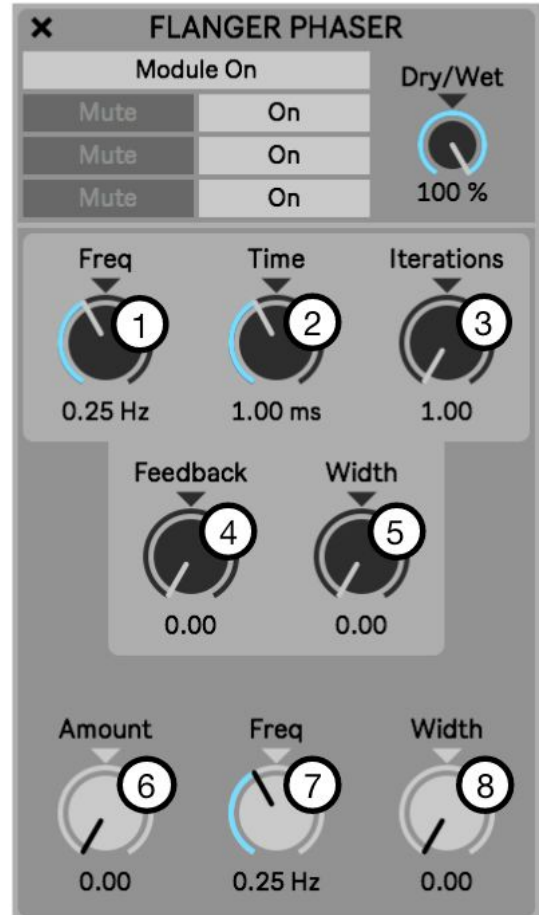 × FLANGER PHASER
Module On
Dry/Wet
Mute On
Mute On
Mute On
100 %
Freq Time Iterations
1 2 3
0.25 Hz 1.00 ms 1.00
Feedback Width
4 5
0.00 0.00
Amount Freq Width
6 7 8
0.00 0.25 Hz 0.00